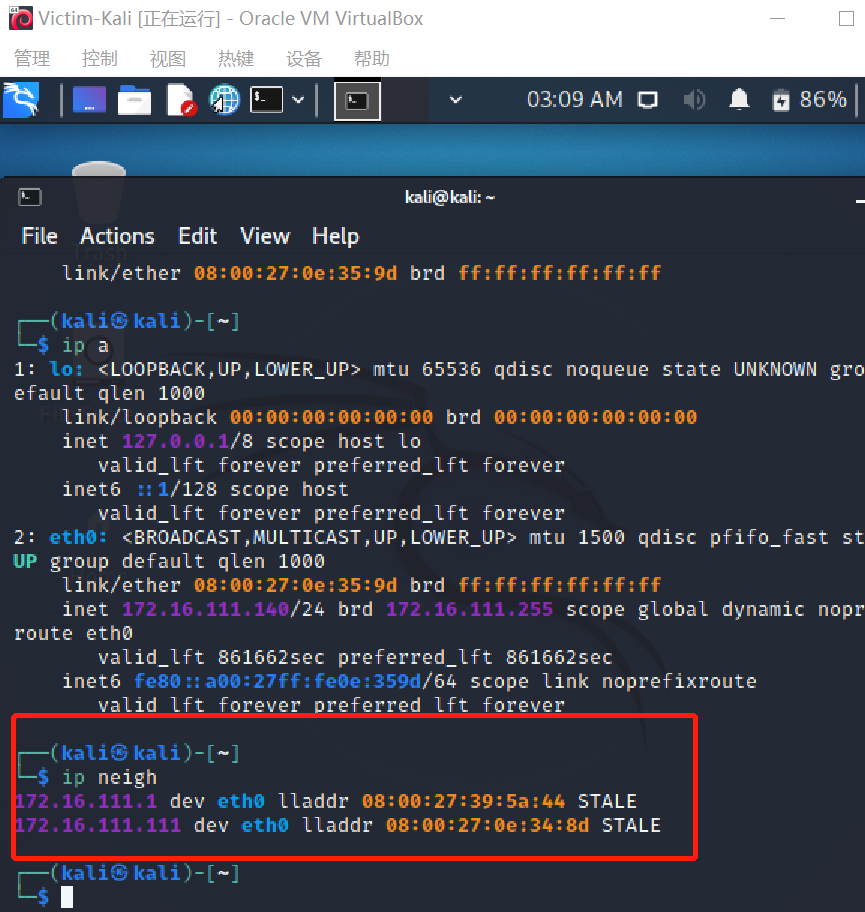 Victim-Kali [正在运行] - Oracle VM VirtualBox
管理 控制 视图 热键 设备 帮助
03:09 AM 86%
kali@kali: ~
File Actions Edit View Help
link/ether 08:00:27:0e:35:9d brd ff:ff:ff:ff:ff:ff
┌──(kali㉿kali)-[~]
└─$ ip a
1: lo: <LOOPBACK,UP,LOWER_UP> mtu 65536 qdisc noqueue state UNKNOWN gro
efault qlen 1000
link/loopback 00:00:00:00:00:00 brd 00:00:00:00:00:00
inet 127.0.0.1/8 scope host lo
valid_lft forever preferred_lft forever
inet6 ::1/128 scope host
valid_lft forever preferred_lft forever
2: eth0: <BROADCAST,MULTICAST,UP,LOWER_UP> mtu 1500 qdisc pfifo_fast st
UP group default qlen 1000
link/ether 08:00:27:0e:35:9d brd ff:ff:ff:ff:ff:ff
inet 172.16.111.140/24 brd 172.16.111.255 scope global dynamic nopr
route eth0
valid_lft 861662sec preferred_lft 861662sec
inet6 fe80::a00:27ff:fe0e:359d/64 scope link noprefixroute
valid_lft forever preferred_lft forever
┌──(kali㉿kali)-[~]
└─$ ip neigh
172.16.111.1 dev eth0 lladdr 08:00:27:39:5a:44 STALE
172.16.111.111 dev eth0 lladdr 08:00:27:0e:34:8d STALE
┌──(kali㉿kali)-[~]
└─$